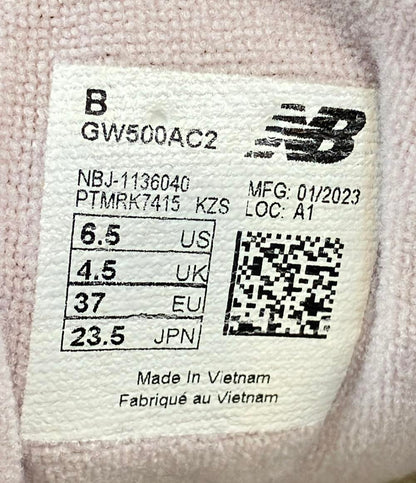 B
GW500AC2
NB
NBJ-1136040
PTMRK7415 KZS
MFG: 01/2023
LOC: A1
6.5 US
4.5 UK
37 EU
23.5 JPN
Made In Vietnam
Fabriqué au Vietnam